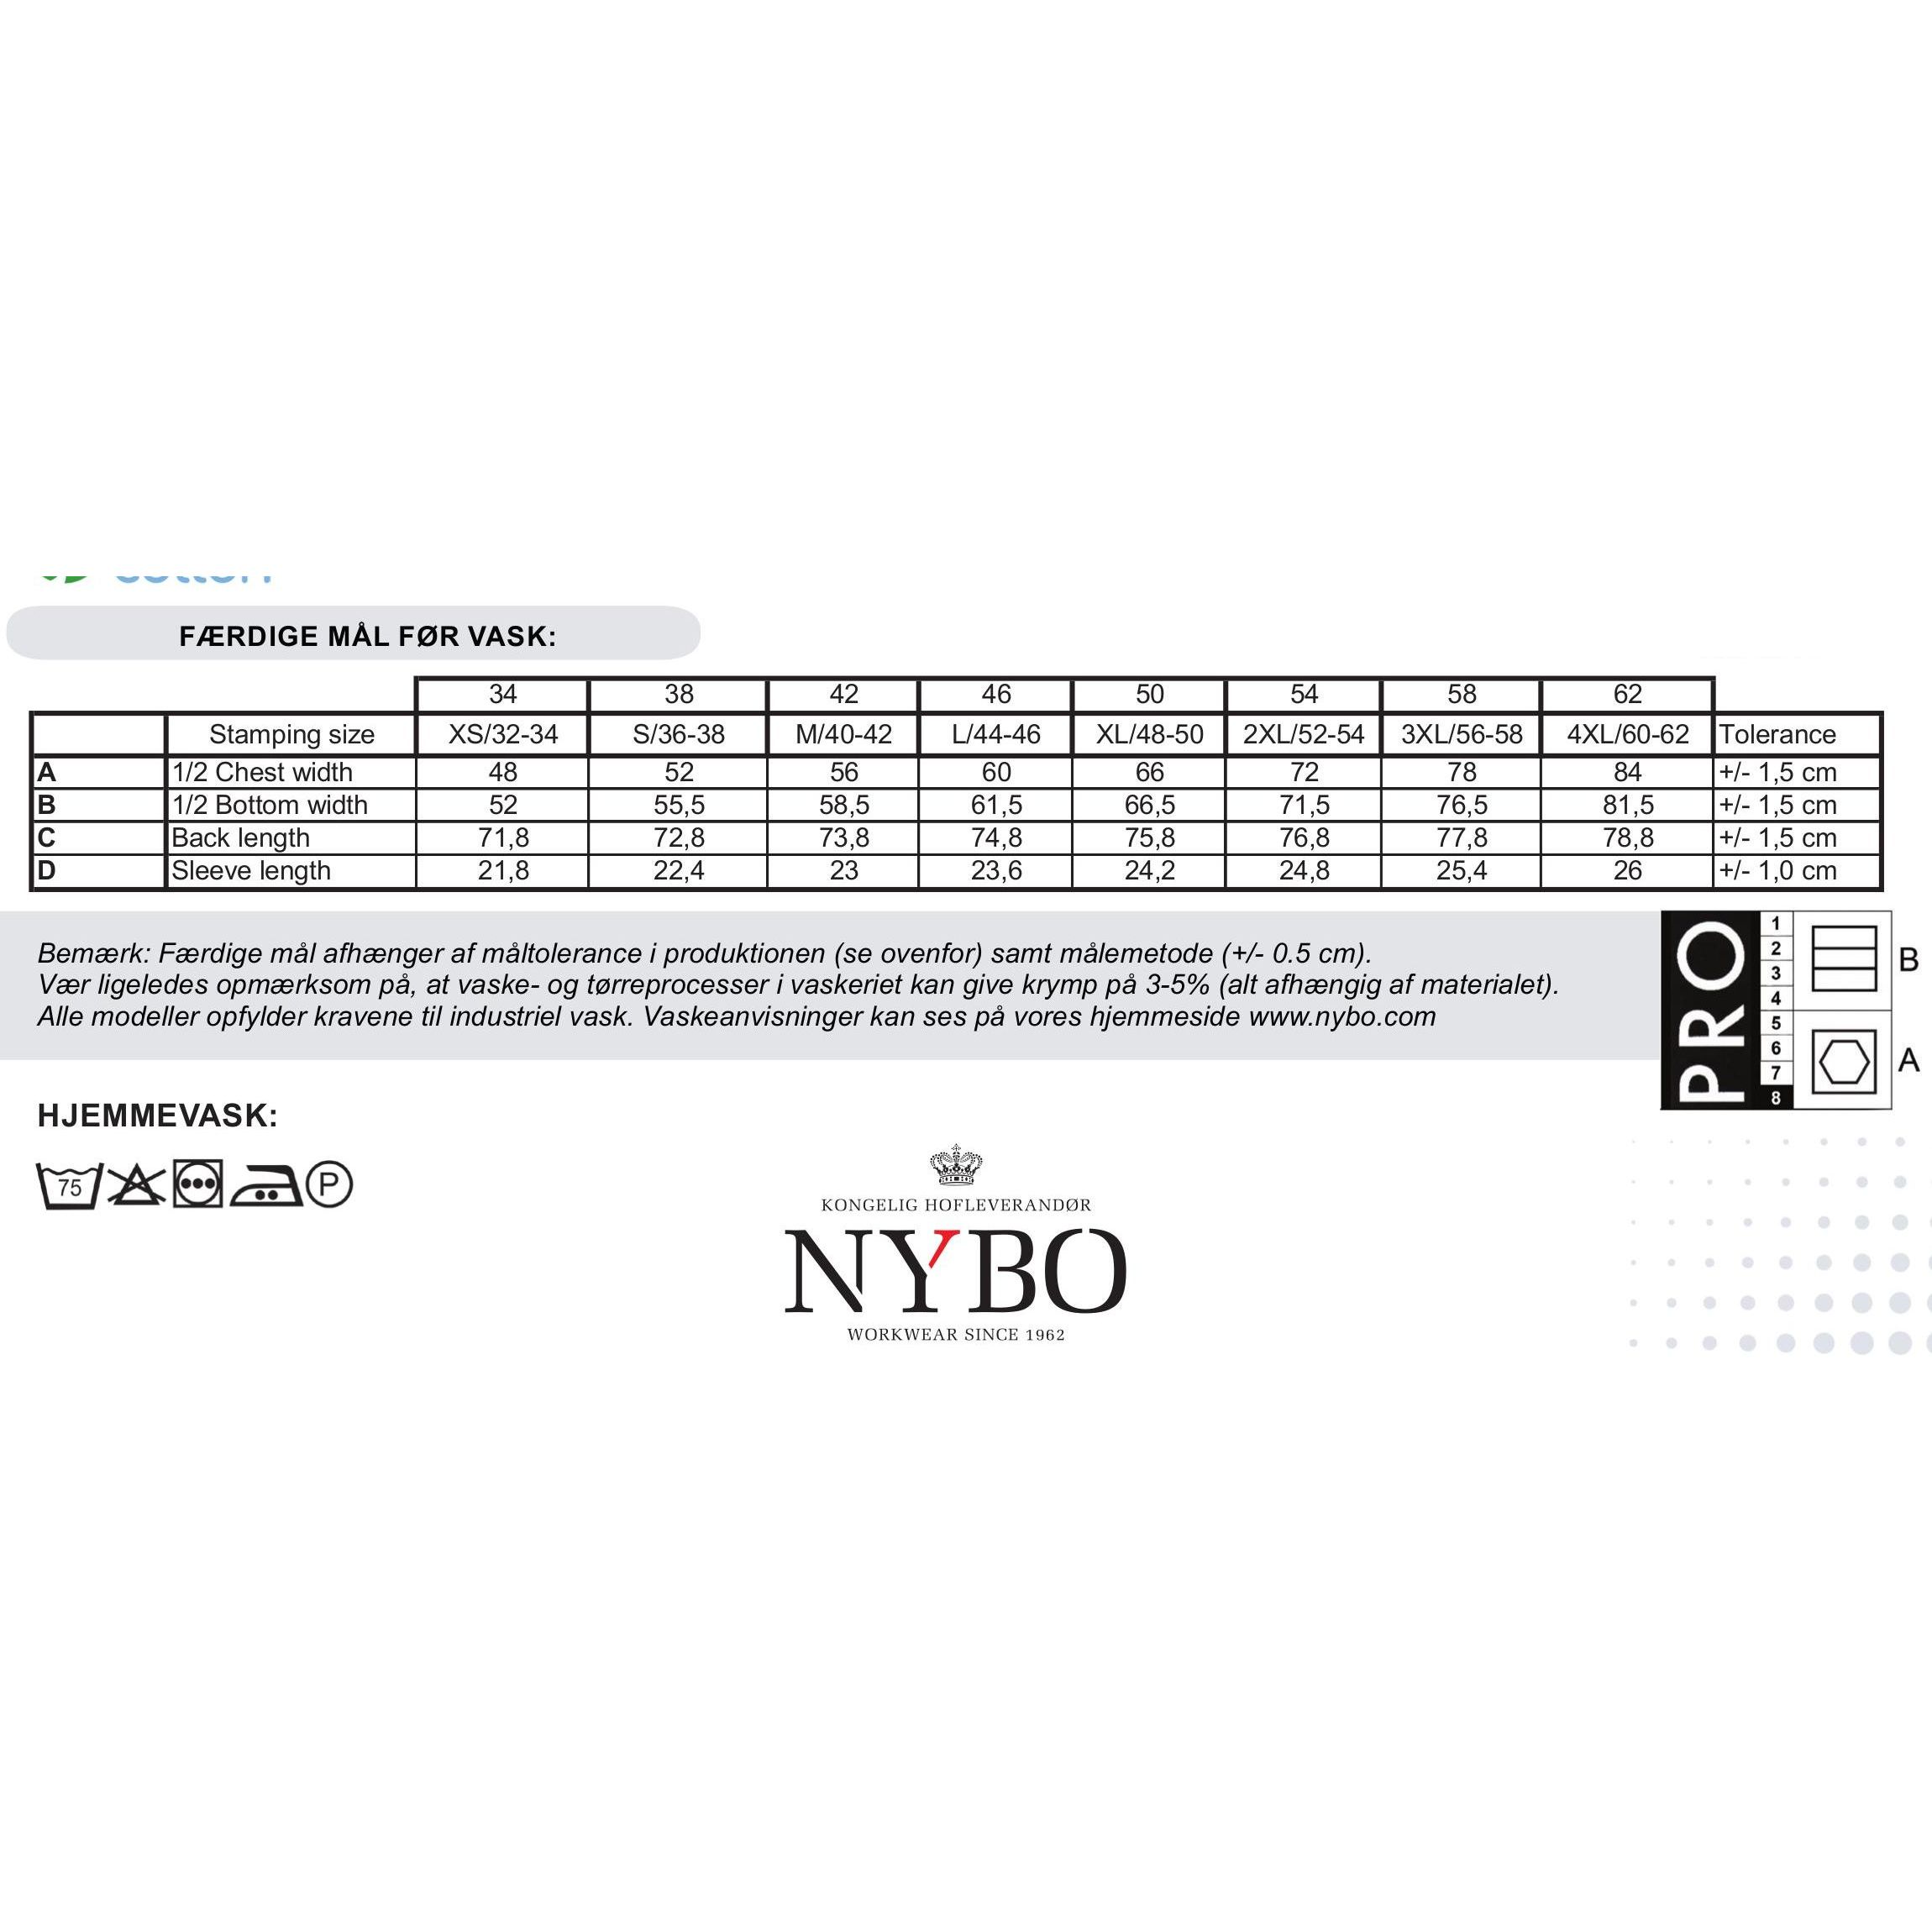 FÆRDIGE MÅL FØR VASK:
34 38 42 46 50 54 58 62
Stamping size XS/32-34 S/36-38 M/40-42 L/44-46 XL/48-50 2XL/52-54 3XL/56-58 4XL/60-62 Tolerance
A 1/2 Chest width 48 52 56 60 66 72 78 84 +/- 1,5 cm
B 1/2 Bottom width 52 55,5 58,5 61,5 66,5 71,5 76,5 81,5 +/- 1,5 cm
C Back length 71,8 72,8 73,8 74,8 75,8 76,8 77,8 78,8 +/- 1,5 cm
D Sleeve length 21,8 22,4 23 23,6 24,2 24,8 25,4 26 +/- 1,0 cm
Bemærk: Færdige mål afhænger af måltolerance i produktionen (se ovenfor) samt målemetode (+/- 0.5 cm).
Vær ligeledes opmærksom på, at vaske- og tørreprocesser i vaskeriet kan give krymp på 3-5% (alt afhængig af materialet).
Alle modeller opfylder kravene til industriel vask. Vaskeanvisninger kan ses på vores hjemmeside www.nybo.com
PRO
1
2
3
4
5
6
7
8
B
A
HJEMMEVASK:
75 P
KONGELIG HOFLEVERANDØR
NYBO
WORKWEAR SINCE 1962